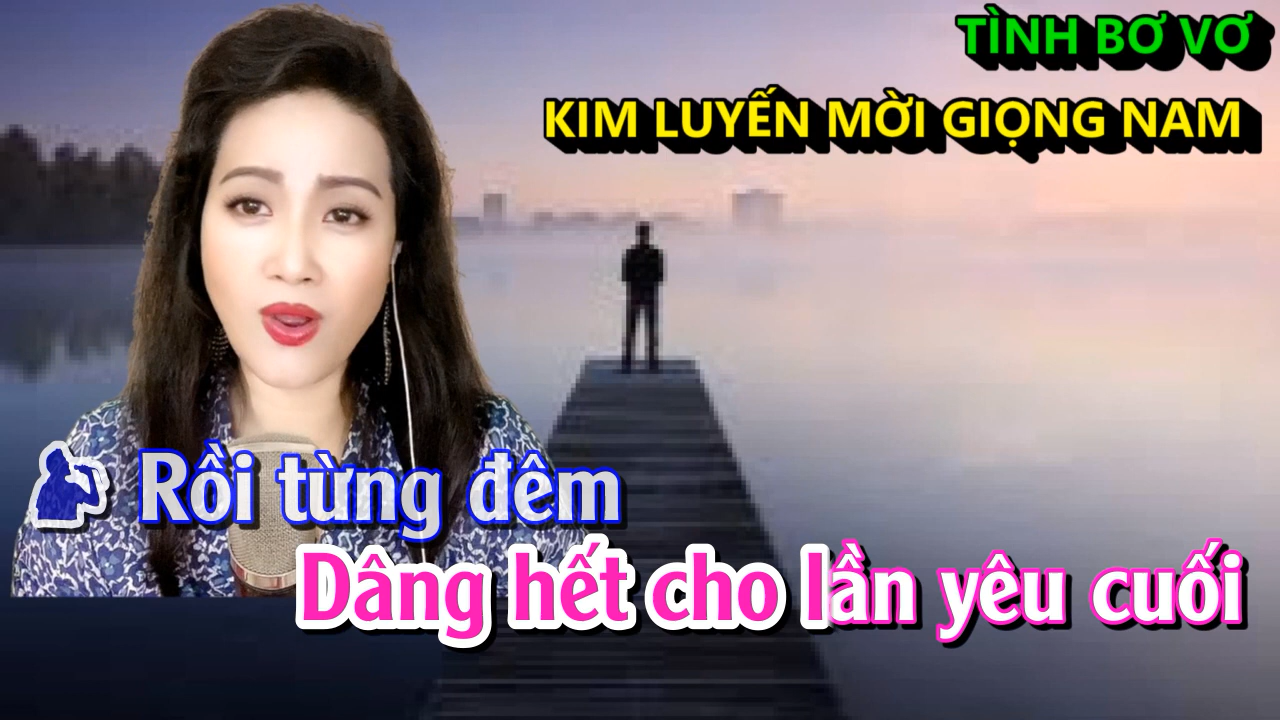 TÌNH BƠ VƠ
KIM LUYẾN MỜI GIỌNG NAM
Rồi từng đêm
Dâng hết cho lần yêu cuối